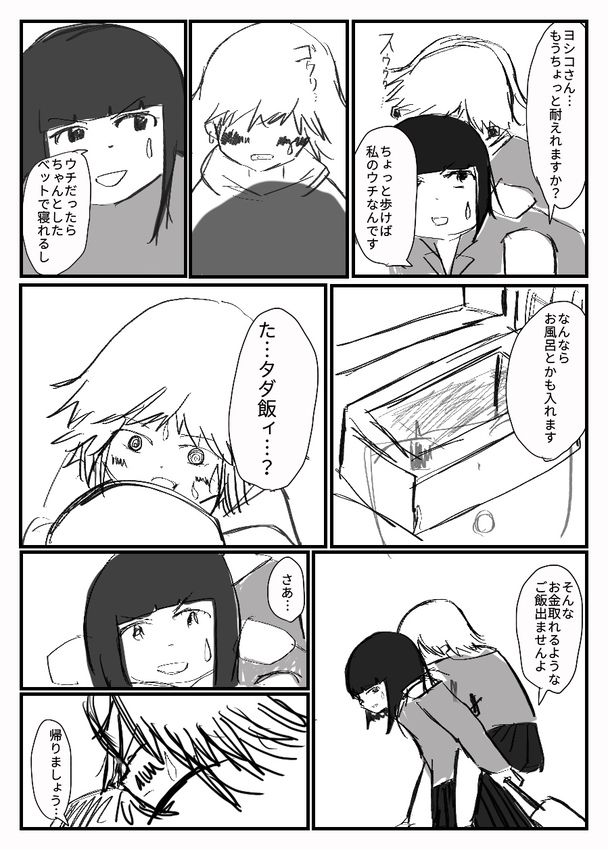 ヨシコさん…
もうちょっと耐えれますか？
スウゥゥ
ちょっと歩けば
私のウチなんです
ゴクリ…
ウチだったら
ちゃんとした
ベットで寝れるし
なんなら
お風呂とかも入れます
た…タダ飯ィ…？
そんな
お金取れるような
ご飯出ませんよ
さあ…
帰りましょう…